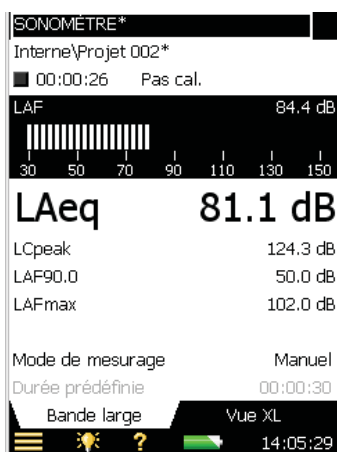 SONOMÈTRE*
Interne\Projet 002*
00:00:26 Pas cal.
LAF 84.4 dB
30 50 70 90 110 130 150
LAeq 81.1 dB
LCpeak 124.3 dB
LAF90.0 50.0 dB
LAFmax 102.0 dB
Mode de mesurage Manuel
Durée prédéfinie 00:00:30
Bande large Vue XL
? 14:05:29